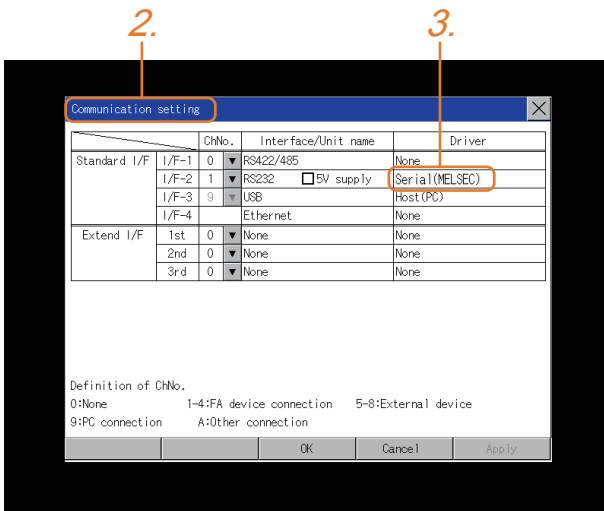 2. 3.
Communication setting
ChNo. Interface/Unit name Driver
Standard I/F I/F-1 0 RS422/485 None
I/F-2 1 RS232 5V supply Serial(MELSEC)
I/F-3 9 USB Host(PC)
I/F-4 Ethernet None
Extend I/F 1st 0 None None
2nd 0 None None
3rd 0 None None
Definition of ChNo.
0:None 1-4:FA device connection 5-8:External device
9:PC connection A:Other connection
OK Cancel Apply